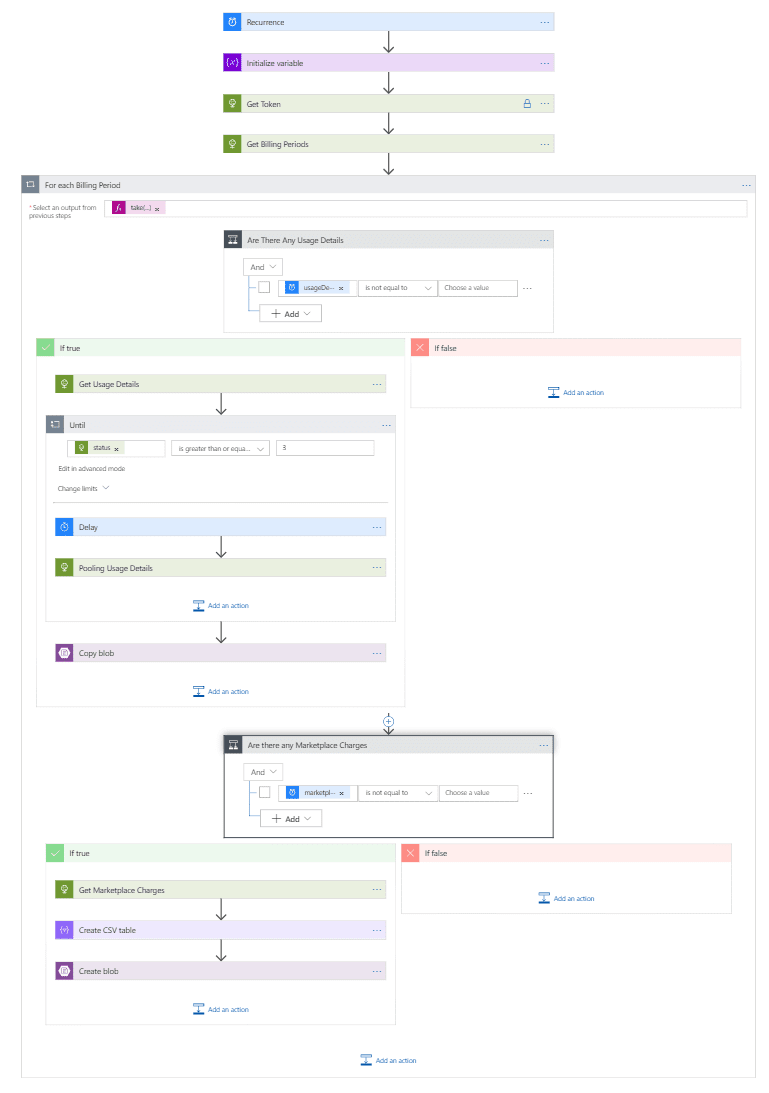 Recurrence
Initialize variable
Get Token
Get Billing Periods
For each Billing Period
*Select an output from
previous steps
take(...) ×
Are There Any Usage Details
And
usageDe··· ×
is not equal to
Choose a value
Add
If true
If false
Get Usage Details
Add an action
Until
status ×
is greater than or equa...
3
Edit in advanced mode
Change limits
Delay
Pooling Usage Details
Add an action
Copy blob
Add an action
Are there any Marketplace Charges
And
marketpl··· ×
is not equal to
Choose a value
Add
If true
If false
Get Marketplace Charges
Add an action
Create CSV table
Create blob
Add an action
Add an action